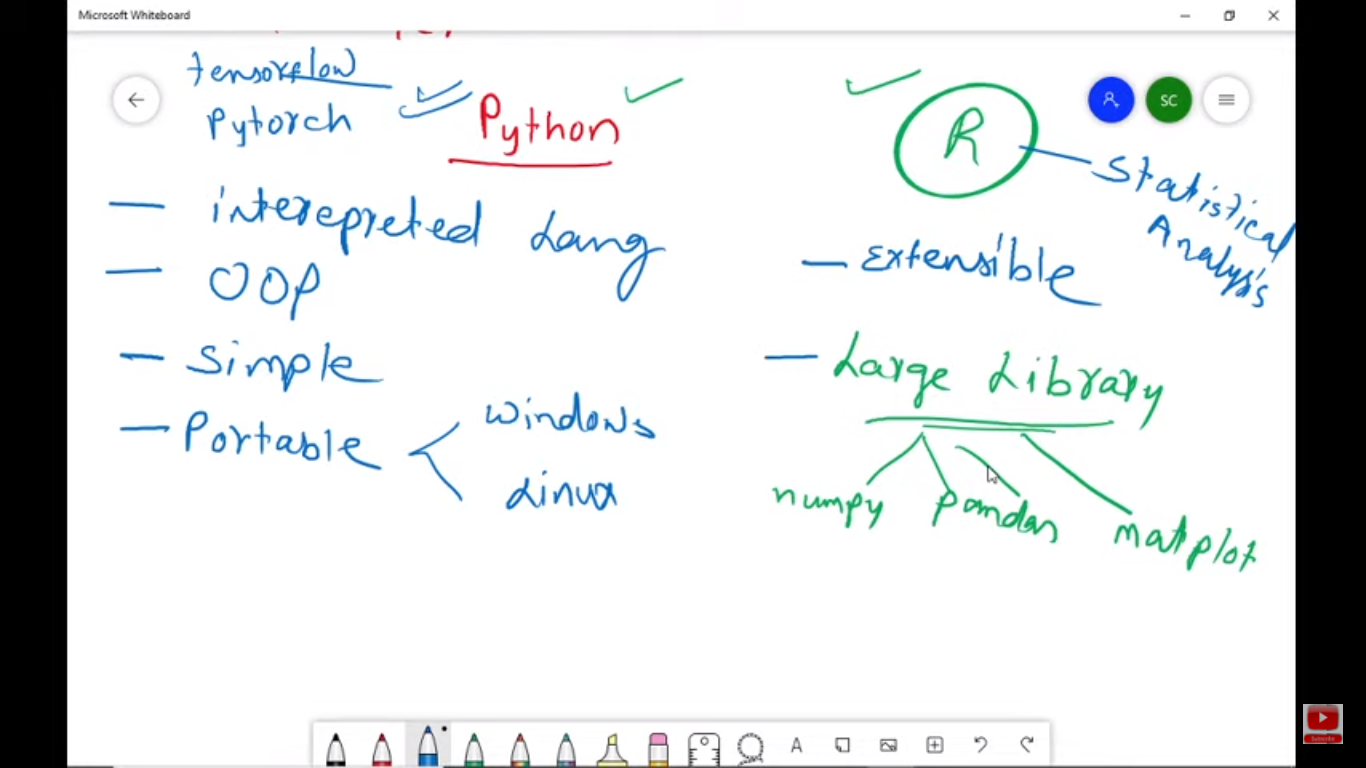 Microsoft Whiteboard
tensorflow
Pytorch
Python
R
Statistical
Analysis
SC
— interepreted Lang
— OOP
— Simple
— Portable
windows
Linux
— Extensible
— Large Library
numpy
pandas
matplot
A
Subscribe